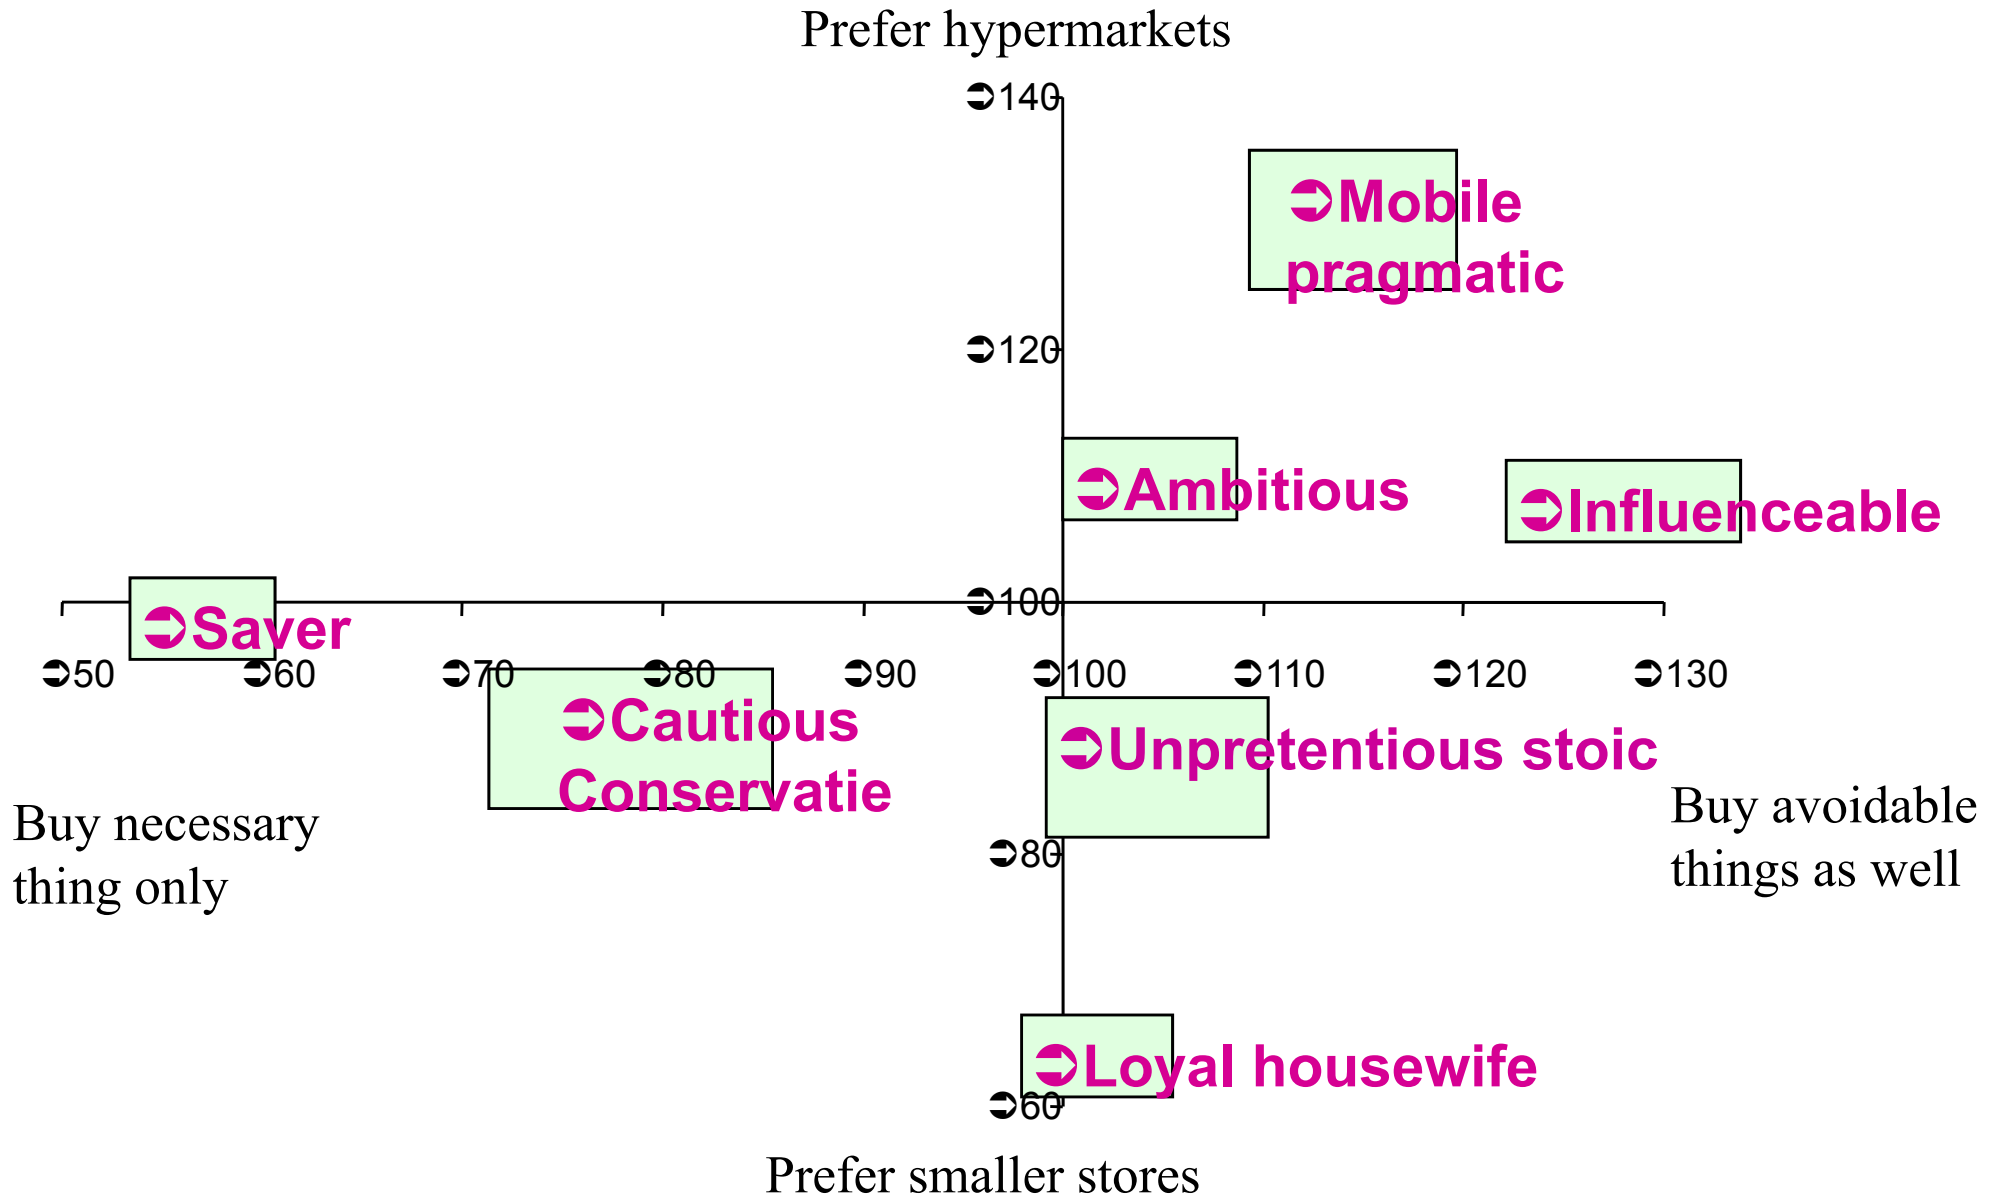 Prefer hypermarkets
➲140
➲Mobile
pragmatic
➲120
➲Ambitious
➲Influenceable
➲100
➲Saver
➲50
➲60
➲70
➲80
➲90
➲100
➲110
➲120
➲130
➲Cautious
Conservatie
➲Unpretentious stoic
Buy necessary
thing only
Buy avoidable
things as well
➲80
➲Loyal housewife
➲60
Prefer smaller stores